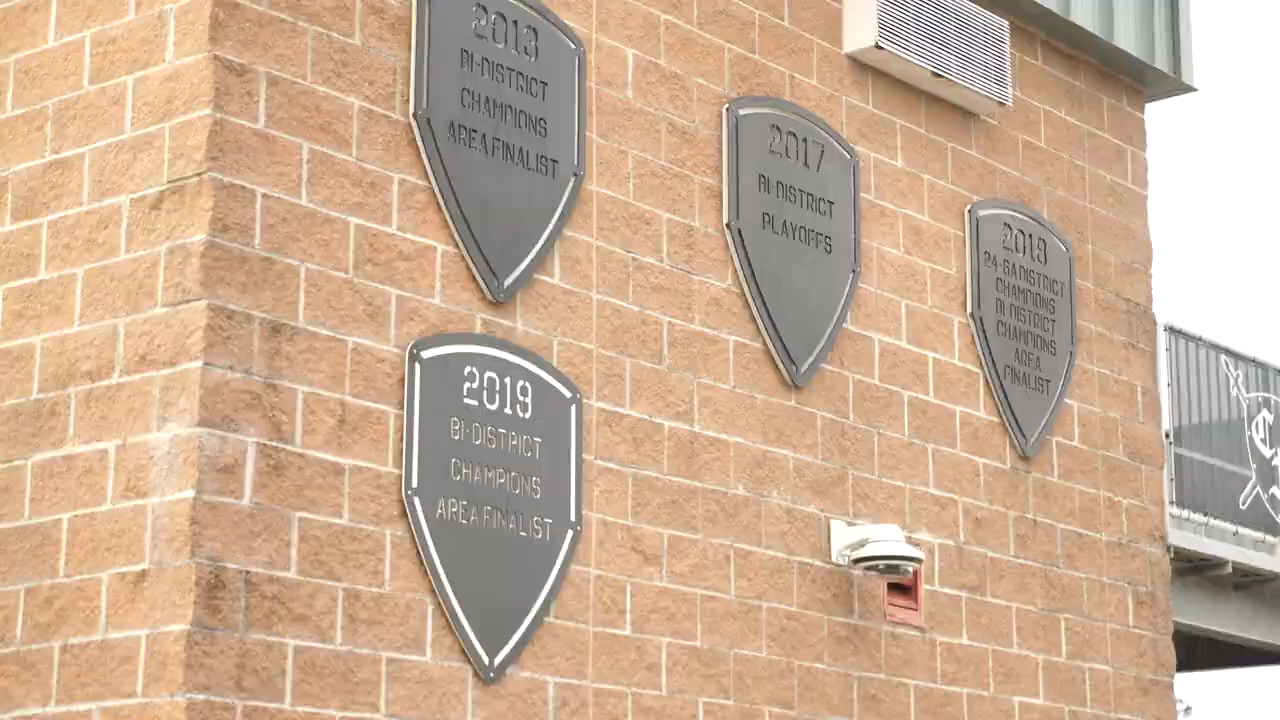 2013
BI-DISTRICT
CHAMPIONS
AREA FINALIST
2017
BI-DISTRICT
PLAYOFFS
2018
24-6A DISTRICT
CHAMPIONS
BI-DISTRICT
CHAMPIONS
AREA
FINALIST
2019
BI-DISTRICT
CHAMPIONS
AREA FINALIST
C